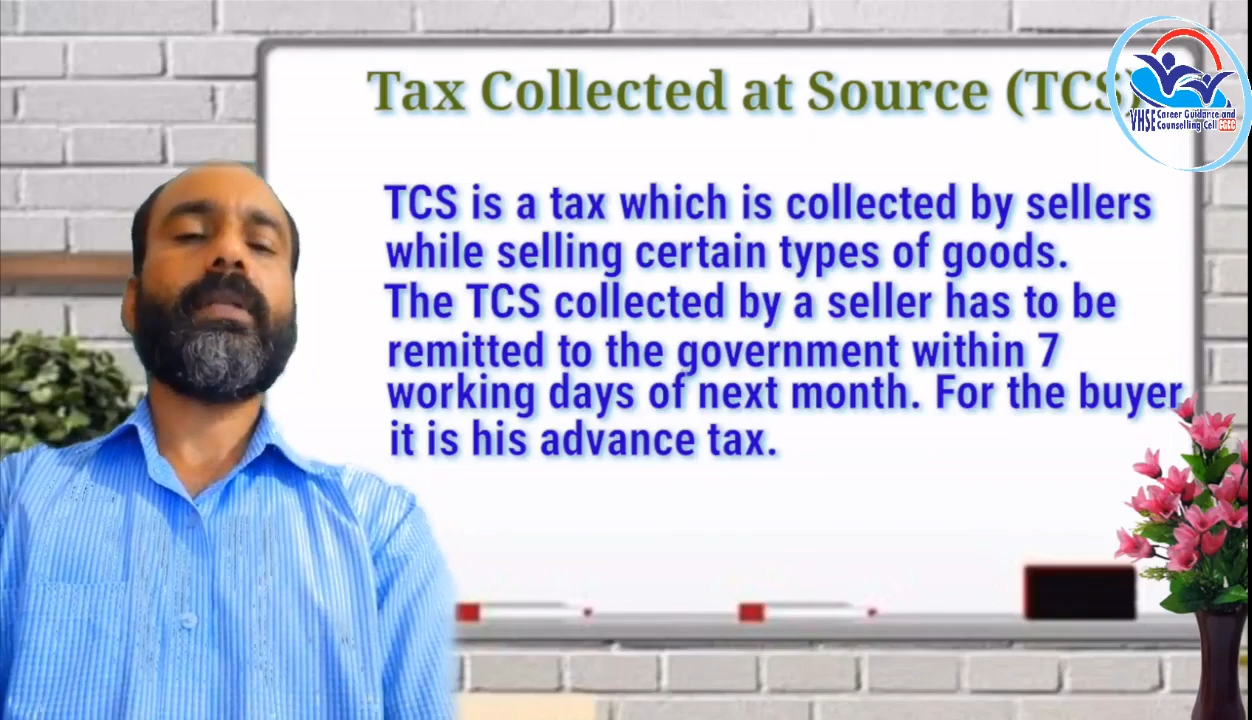 Tax Collected at Source (TCS)
VHSE Career Guidance and
Counselling Cell CGCC
TCS is a tax which is collected by sellers
while selling certain types of goods.
The TCS collected by a seller has to be
remitted to the government within 7
working days of next month. For the buyer,
it is his advance tax.